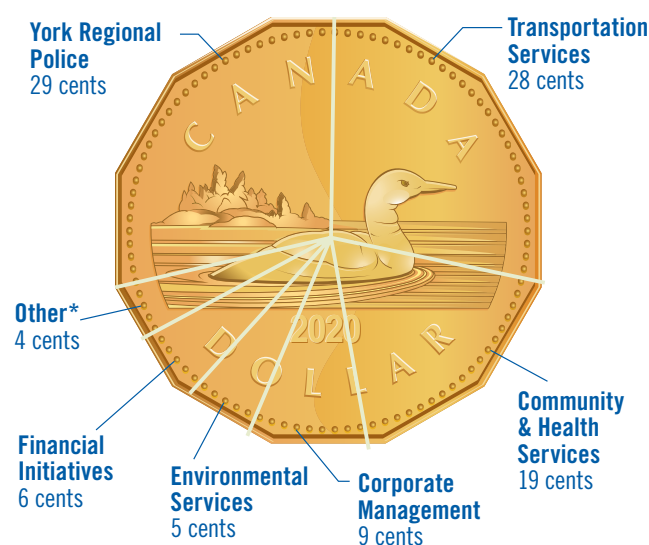 York Regional
Police
29 cents
Transportation
Services
28 cents
CANADA
Other*
4 cents
2020
DOLLAR
Community
& Health
Services
19 cents
Financial
Initiatives
6 cents
Environmental
Services
5 cents
Corporate
Management
9 cents